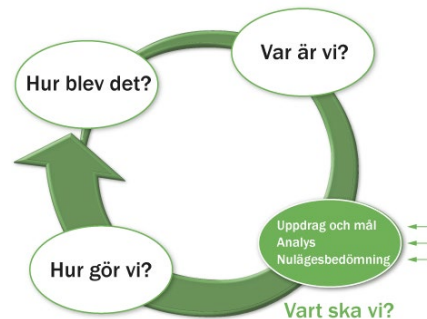 Var är vi?
Hur blev det?
Uppdrag och mål
Analys
Nulägesbedömning
Vart ska vi?
Hur gör vi?